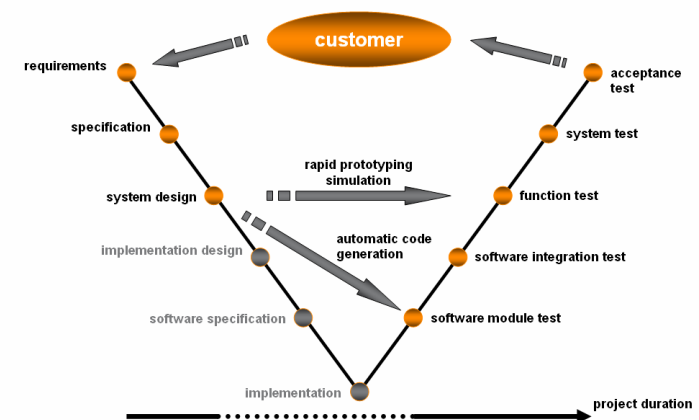 customer
requirements
acceptance
test
specification
system test
rapid prototyping
simulation
system design
function test
automatic code
generation
implementation design
software integration test
software specification
software module test
implementation
project duration